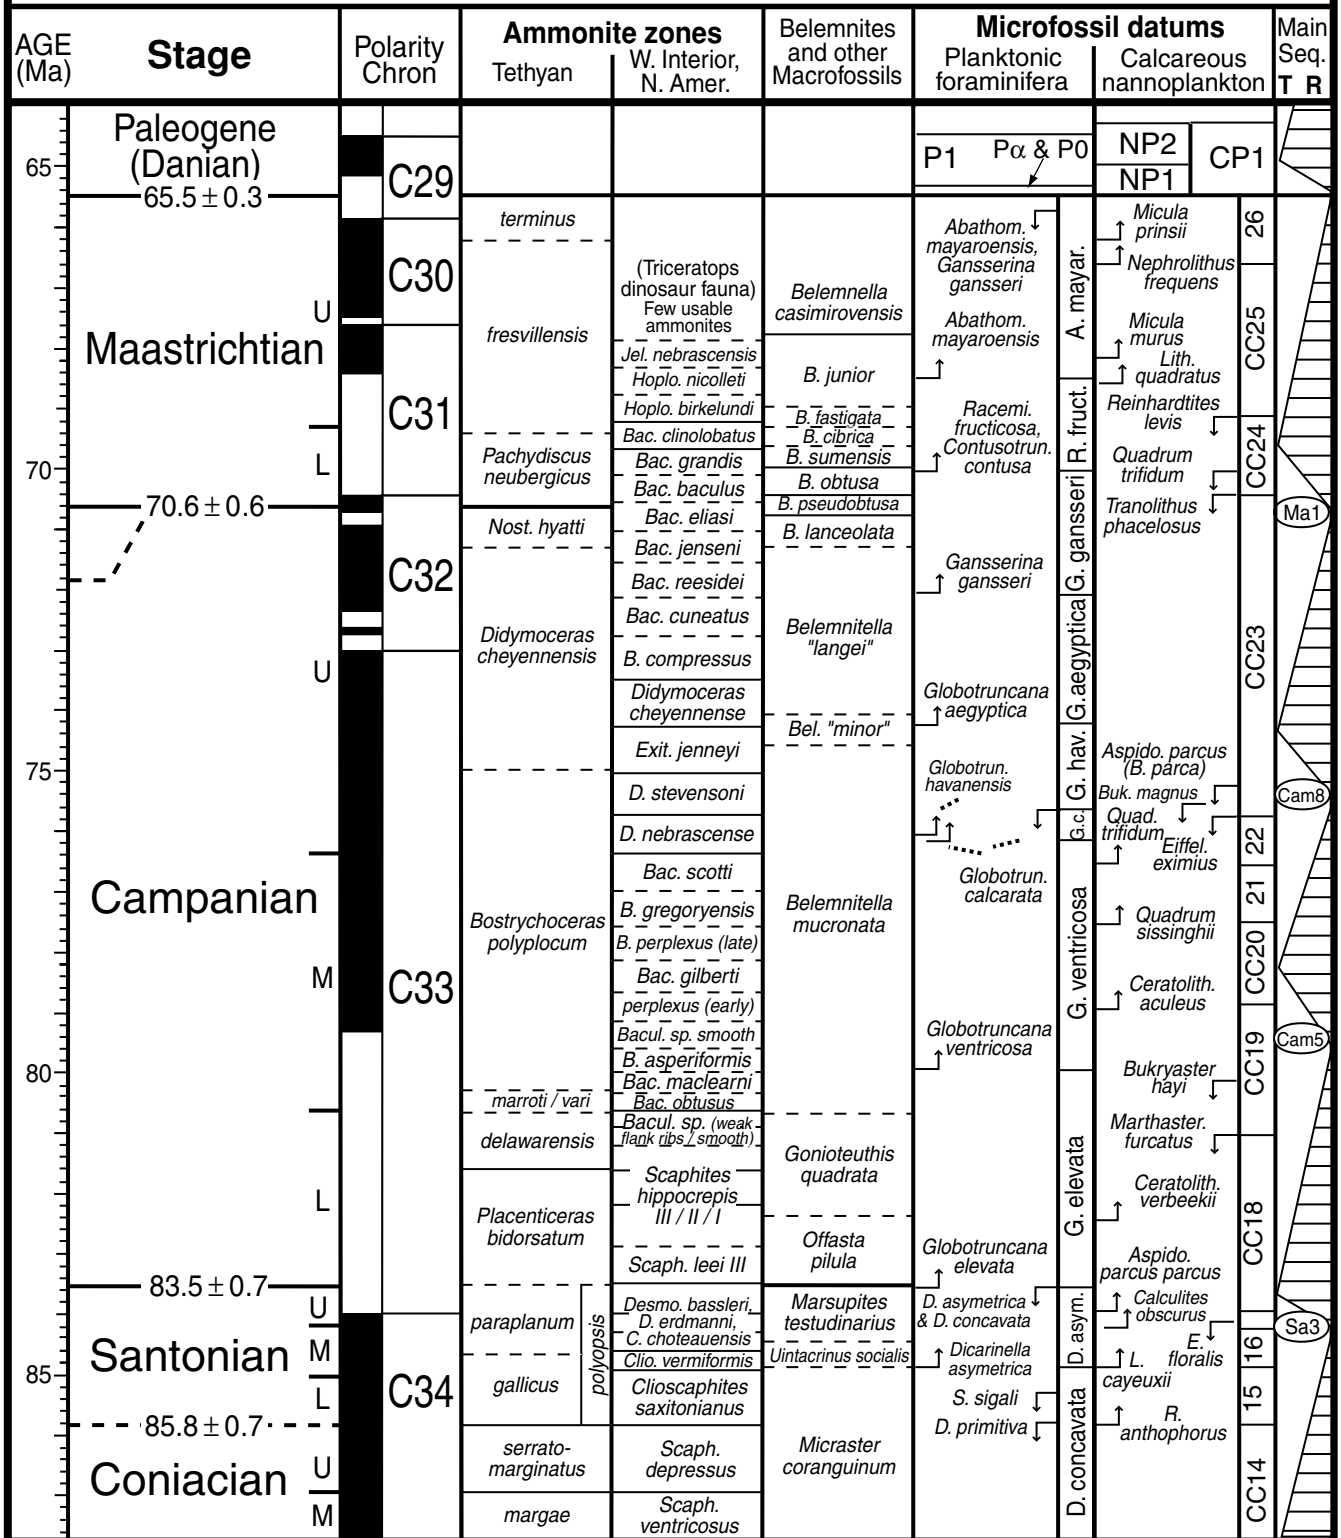 AGE
(Ma)
Stage
Polarity
Chron
Ammonite zones
Tethyan
W. Interior,
N. Amer.
Belemnites
and other
Macrofossils
Microfossil datums
Planktonic
foraminifera
Calcareous
nannoplankton
Main
Seq.
T R
65
70
75
80
85
Paleogene
(Danian)
65.5 ± 0.3
Maastrichtian
U
L
70.6 ± 0.6
Campanian
U
M
L
83.5 ± 0.7
Santonian
U
M
L
85.8 ± 0.7
Coniacian
U
M
C29
C30
C31
C32
C33
C34
terminus
fresvillensis
Pachydiscus
neubergicus
Nost. hyatti
Didymoceras
cheyennensis
Bostrychoceras
polyplocum
marroti / vari
delawarensis
Placenticeras
bidorsatum
paraplanum
gallicus
polyopsis
serrato-
marginatus
margae
(Triceratops
dinosaur fauna)
Few usable
ammonites
Jel. nebrascensis
Hoplo. nicolleti
Hoplo. birkelundi
Bac. clinolobatus
Bac. grandis
Bac. baculus
Bac. eliasi
Bac. jenseni
Bac. reesidei
Bac. cuneatus
B. compressus
Didymoceras
cheyennense
Exit. jenneyi
D. stevensoni
D. nebrascense
Bac. scotti
B. gregoryensis
B. perplexus (late)
Bac. gilberti
perplexus (early)
Bacul. sp. smooth
B. asperiformis
Bac. maclearni
Bac. obtusus
Bacul. sp. (weak
flank ribs / smooth)
Scaphites
hippocrepis
III / II / I
Scaph. leei III
Desmo. bassleri,
D. erdmanni,
C. choteauensis
Clio. vermiformis
Clioscaphites
saxitonianus
Scaph.
depressus
Scaph.
ventricosus
Belemnella
casimirovensis
B. junior
B. fastigata
B. cibrica
B. sumensis
B. obtusa
B. pseudobtusa
B. lanceolata
Belemnitella
"langei"
Bel. "minor"
Belemnitella
mucronata
Gonioteuthis
quadrata
Offasta
pilula
Marsupites
testudinarius
Uintacrinus socialis
Micraster
coranguinum
P1
Pα & P0
Abathom.
mayaroensis,
Gansserina
gansseri
Abathom.
mayaroensis
Racemi.
fructicosa,
Contusotrun.
contusa
Gansserina
gansseri
Globotruncana
aegyptica
Globotrun.
havanensis
Globotrun.
calcarata
Globotruncana
ventricosa
Globotruncana
elevata
D. asymetrica
& D. concavata
Dicarinella
asymetrica
S. sigali
D. primitiva
A. mayar.
R. fruct.
G. gansseri
G.aegyptica
G. hav.
G.c.
G. ventricosa
G. elevata
D. asym.
D. concavata
NP2
NP1
CP1
Micula
prinsii
Nephrolithus
frequens
Micula
murus
Lith.
quadratus
Reinhardtites
levis
Quadrum
trifidum
Tranolithus
phacelosus
Aspido. parcus
(B. parca)
Buk. magnus
Quad.
trifidum
Eiffel.
eximius
Quadrum
sissinghii
Ceratolith.
aculeus
Bukryaster
hayi
Marthaster.
furcatus
Ceratolith.
verbeekii
Aspido.
parcus parcus
Calculites
obscurus
E.
floralis
L.
cayeuxii
R.
anthophorus
26
CC25
CC24
CC23
22
21
CC20
CC19
CC18
16
15
CC14
Ma1
Cam8
Cam5
Sa3